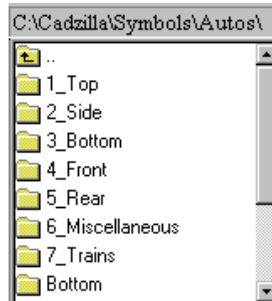 C:\Cadzilla\Symbols\Autos\
..
1_Top
2_Side
3_Bottom
4_Front
5_Rear
6_Miscellaneous
7_Trains
Bottom